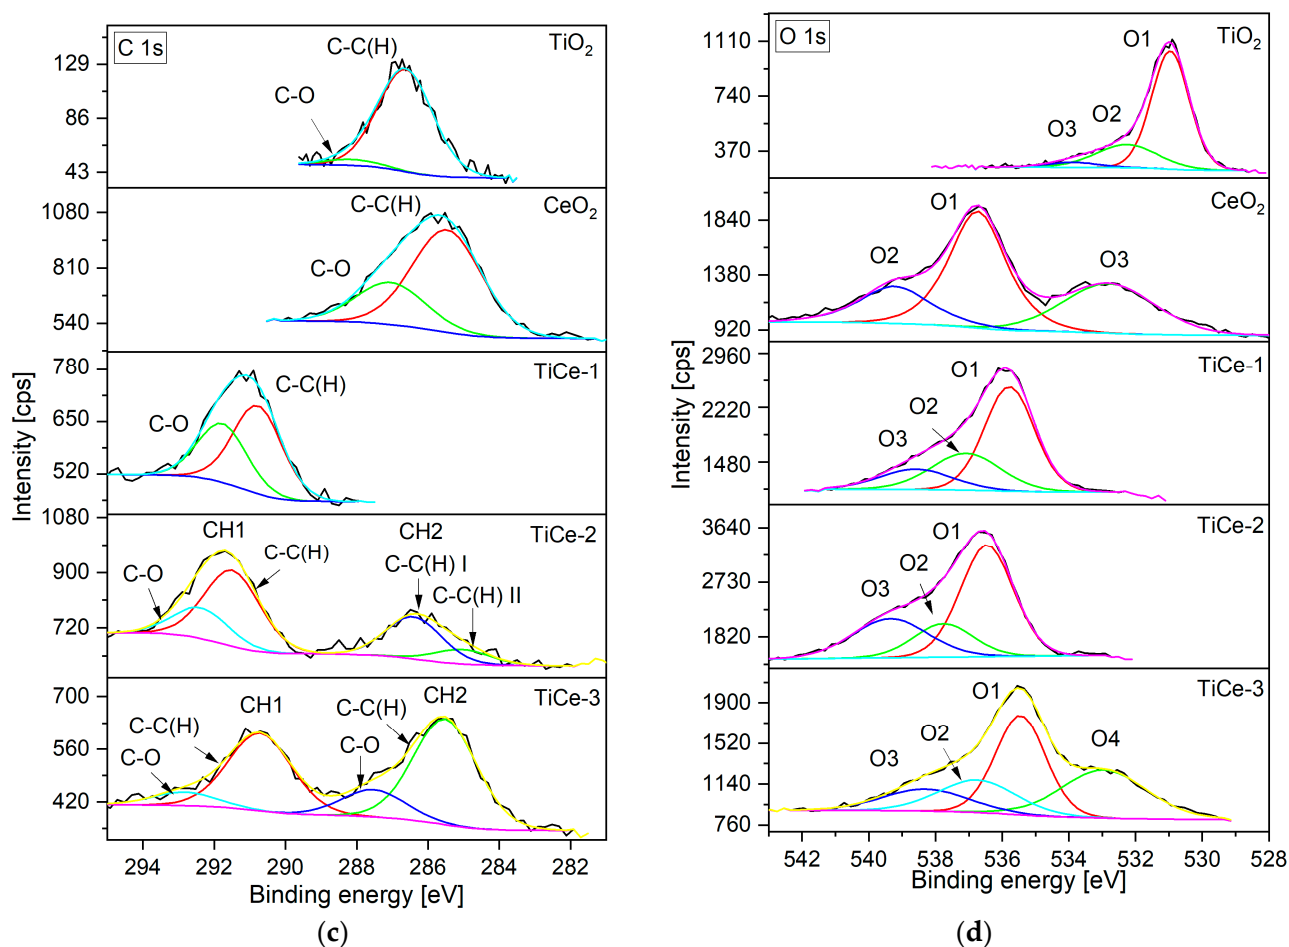 C 1s
TiO2
C-C(H)
C-O
129
86
43
CeO2
C-C(H)
C-O
1080
810
540
TiCe-1
C-C(H)
C-O
780
650
520
TiCe-2
CH1
CH2
C-C(H)
C-O
C-C(H) I
C-C(H) II
1080
900
720
TiCe-3
CH1
CH2
C-C(H)
C-C(H)
C-O
C-O
700
560
420
Intensity [cps]
294 292 290 288 286 284 282
Binding energy [eV]
(c)
O 1s
TiO2
O1
O2
O3
1110
740
370
CeO2
O1
O2
O3
1840
1380
920
TiCe-1
O1
O2
O3
2960
2220
1480
TiCe-2
O1
O2
O3
3640
2730
1820
TiCe-3
O1
O2
O3
O4
1900
1520
1140
760
Intensity [cps]
542 540 538 536 534 532 530 528
Binding energy [eV]
(d)